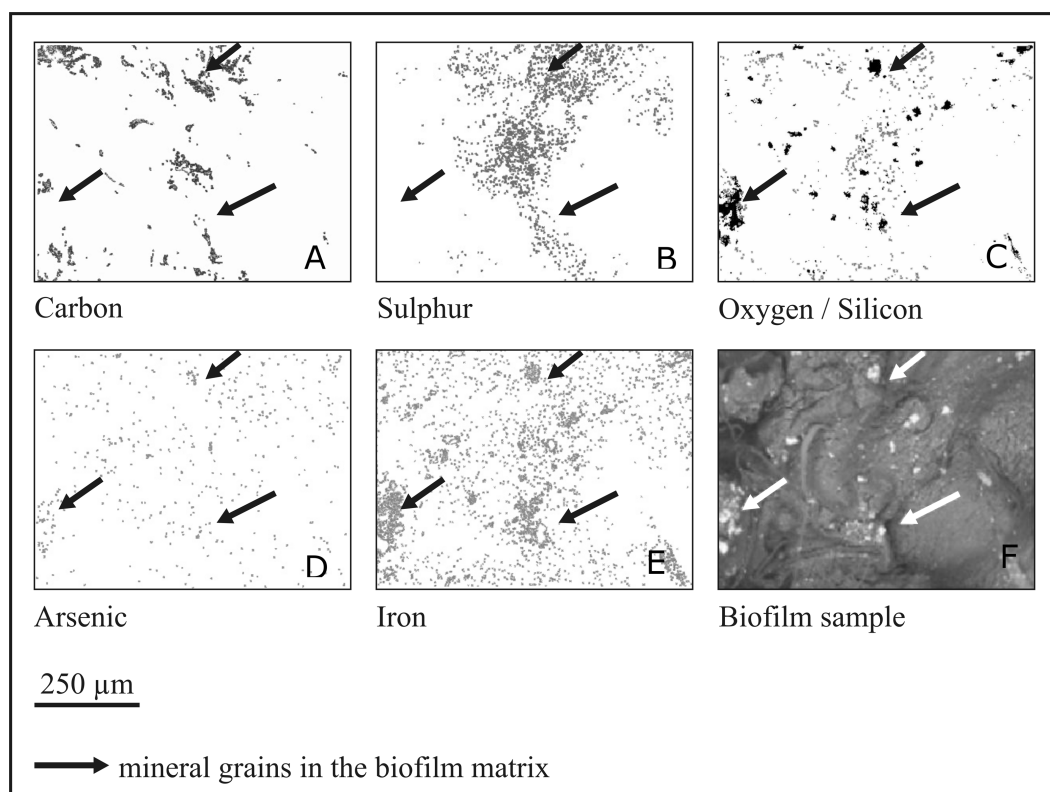 A
B
C
Carbon
Sulphur
Oxygen / Silicon
D
E
F
Arsenic
Iron
Biofilm sample
250 µm
mineral grains in the biofilm matrix